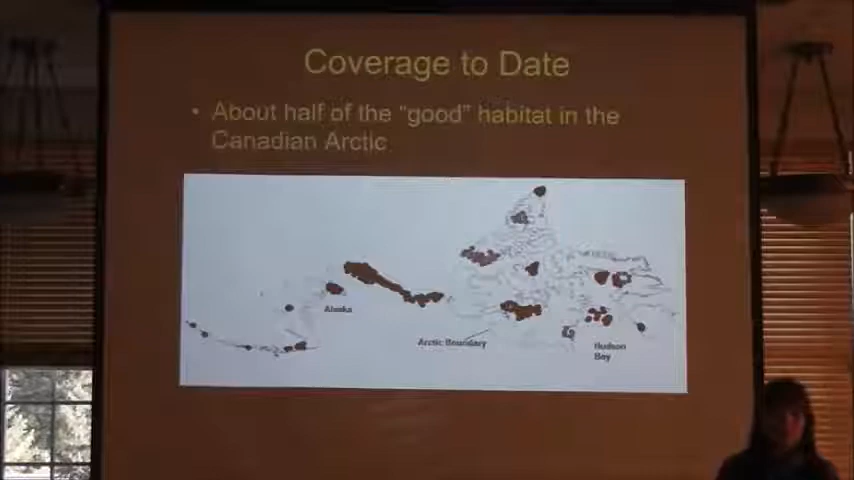 Coverage to Date
• About half of the “good” habitat in the
Canadian Arctic
Alaska
Arctic Boundary
Hudson
Bay